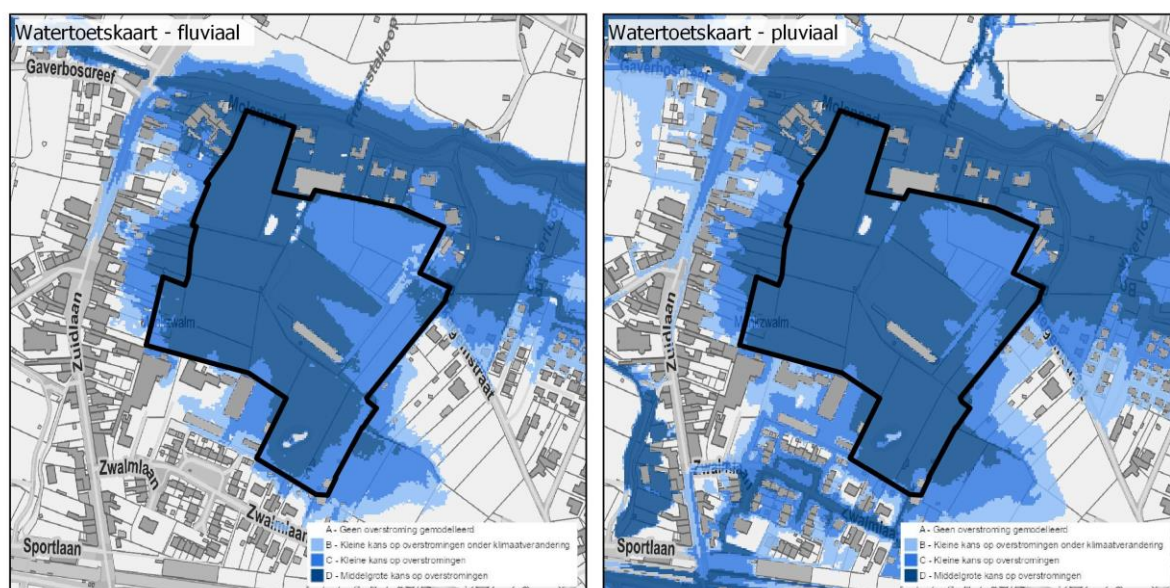 Watertoetskaart - fluviaal
Gaverbosdreef
Molenpad
Zuidlaan
Zwalmlaan
Zwalmlaan
Sportlaan
A - Geen overstroming gemodelleerd
B - Kleine kans op overstromingen onder klimaatverandering
C - Kleine kans op overstromingen
D - Middelgrote kans op overstromingen
Watertoetskaart - pluviaal
Gaverbosdreef
Molenpad
Zuidlaan
Zwalmlaan
Sportlaan
A - Geen overstroming gemodelleerd
B - Kleine kans op overstromingen onder klimaatverandering
C - Kleine kans op overstromingen
D - Middelgrote kans op overstromingen